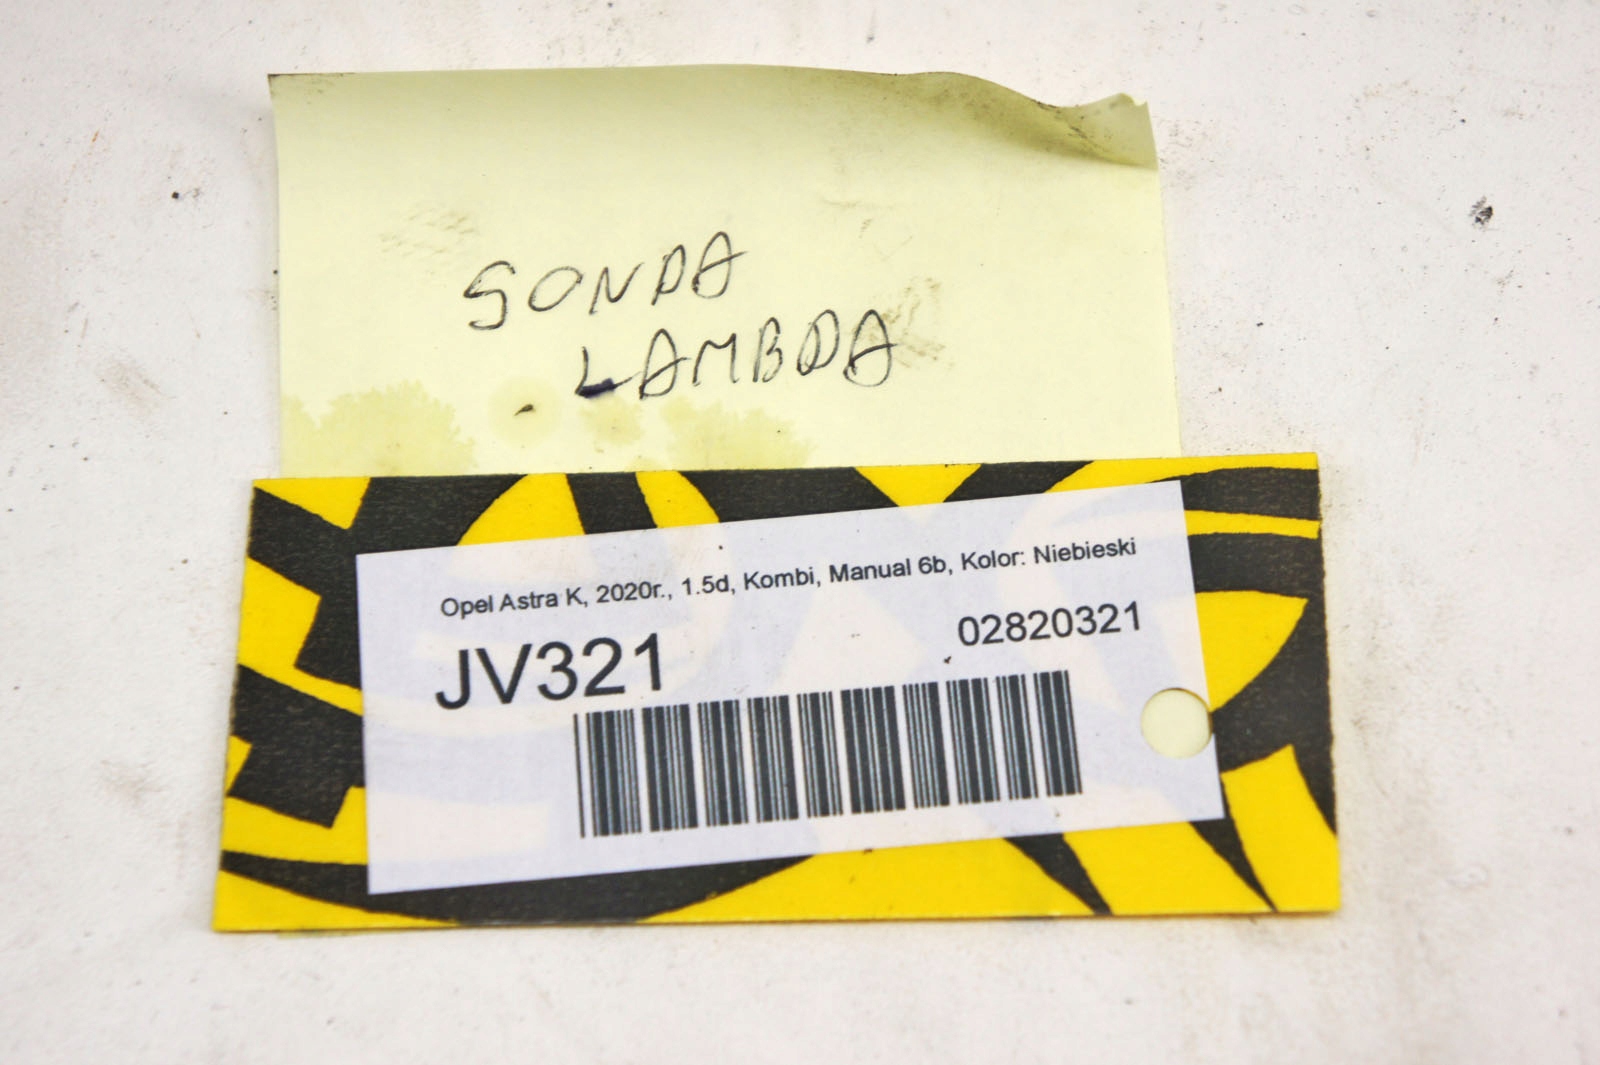 SONDA
LAMBDA
Opel Astra K, 2020r., 1.5d, Kombi, Manual 6b, Kolor: Niebieski
JV321
02820321